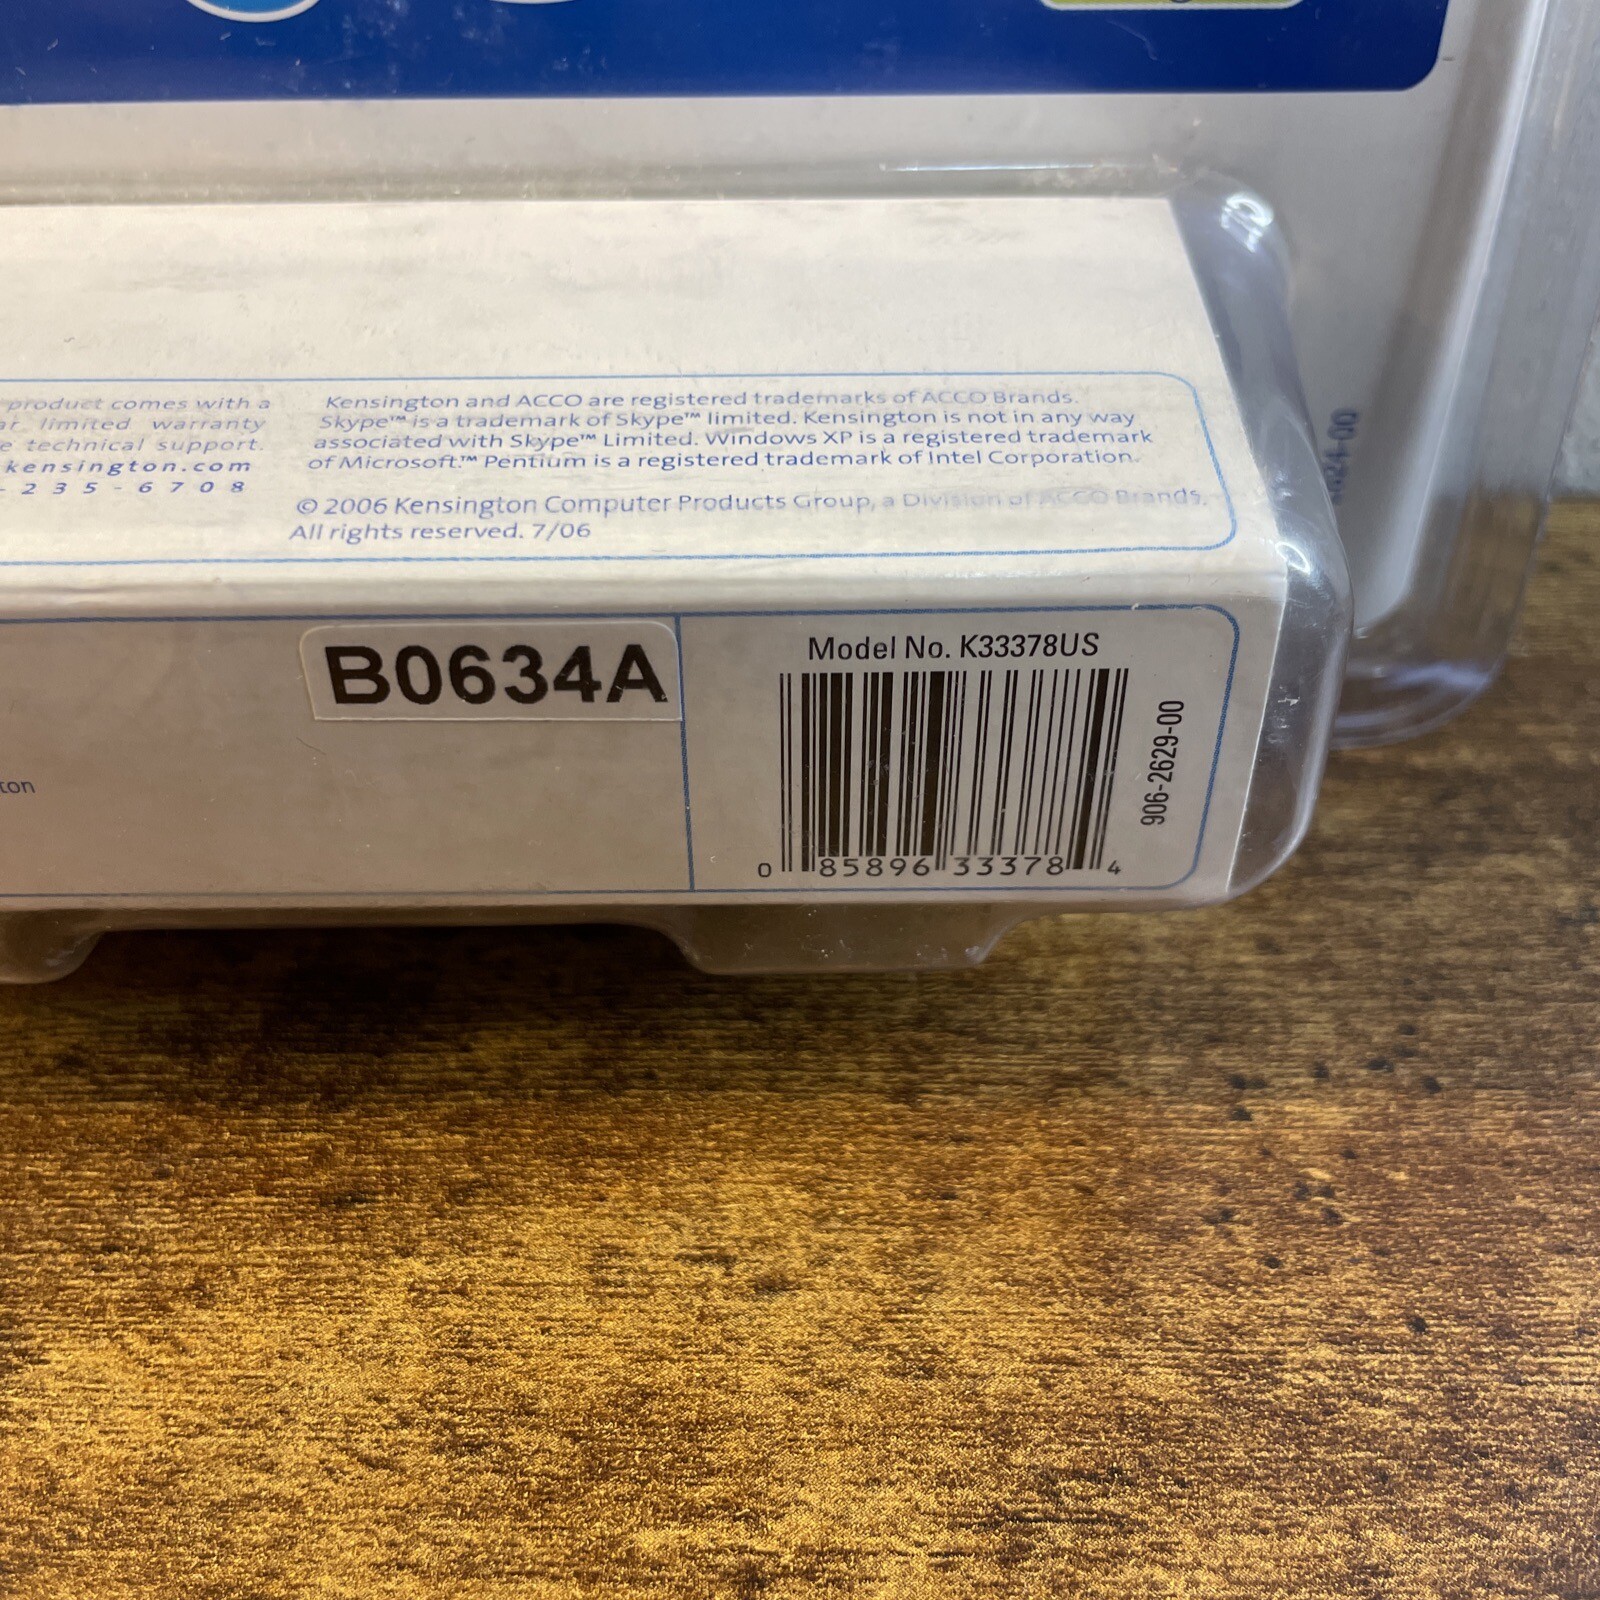 product comes with a
limited warranty
technical support.
kensington.com
- 2 3 5 - 6 7 0 8
Kensington and ACCO are registered trademarks of ACCO Brands.
Skype™ is a trademark of Skype™ limited. Kensington is not in any way
associated with Skype™ Limited. Windows XP is a registered trademark
of Microsoft.™ Pentium is a registered trademark of Intel Corporation.
© 2006 Kensington Computer Products Group, a Division of ACCO Brands.
All rights reserved. 7/06
B0634A
Model No. K33378US
0 85896 33378 4
906-2629-00